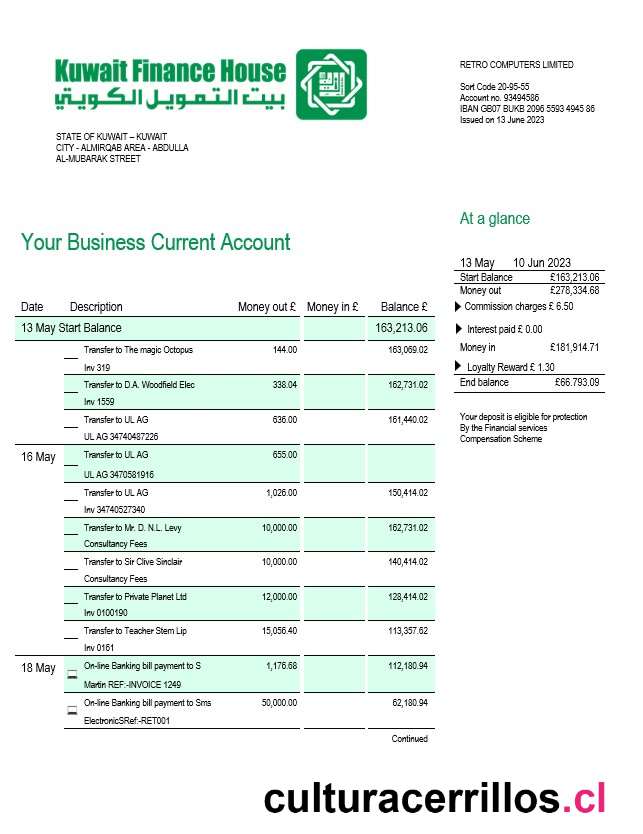 Kuwait Finance House
بيت التمويل الكويتي
RETRO COMPUTERS LIMITED
Sort Code 20-95-55
Account no. 93494586
IBAN GB07 BUKB 2096 5593 4945 86
Issued on 13 June 2023
STATE OF KUWAIT – KUWAIT
CITY - ALMIRQAB AREA - ABDULLA
AL-MUBARAK STREET
At a glance
Your Business Current Account
13 May 10 Jun 2023
Start Balance £163,213.06
Money out £278,334.68
Commission charges £ 6.50
Interest paid £ 0.00
Money in £181,914.71
Loyalty Reward £ 1.30
End balance £66.793.09
Your deposit is eligible for protection
By the Financial services
Compensation Scheme
Date Description Money out £ Money in £ Balance £
13 May Start Balance 163,213.06
Transfer to The magic Octopus 144.00 163,069.02
Inv 319
Transfer to D.A. Woodfield Elec 338.04 162,731.02
Inv 1559
Transfer to UL AG 636.00 161,440.02
UL AG 34740487226
16 May Transfer to UL AG 655.00
UL AG 3470581916
Transfer to UL AG 1,026.00 150,414.02
Inv 34740527340
Transfer to Mr. D. N.L. Levy 10,000.00 162,731.02
Consultancy Fees
Transfer to Sir Clive Sinclair 10,000.00 140,414.02
Consultancy Fees
Transfer to Private Planet Ltd 12,000.00 128,414.02
Inv 0100190
Transfer to Teacher Stem Lip 15,056.40 113,357.62
Inv 0161
18 May On-line Banking bill payment to S 1,176.68 112,180.94
Martin REF:-INVOICE 1249
On-line Banking bill payment to Sms 50,000.00 62,180.94
ElectronicSRef:-RET001
Continued
culturacerrillos.cl